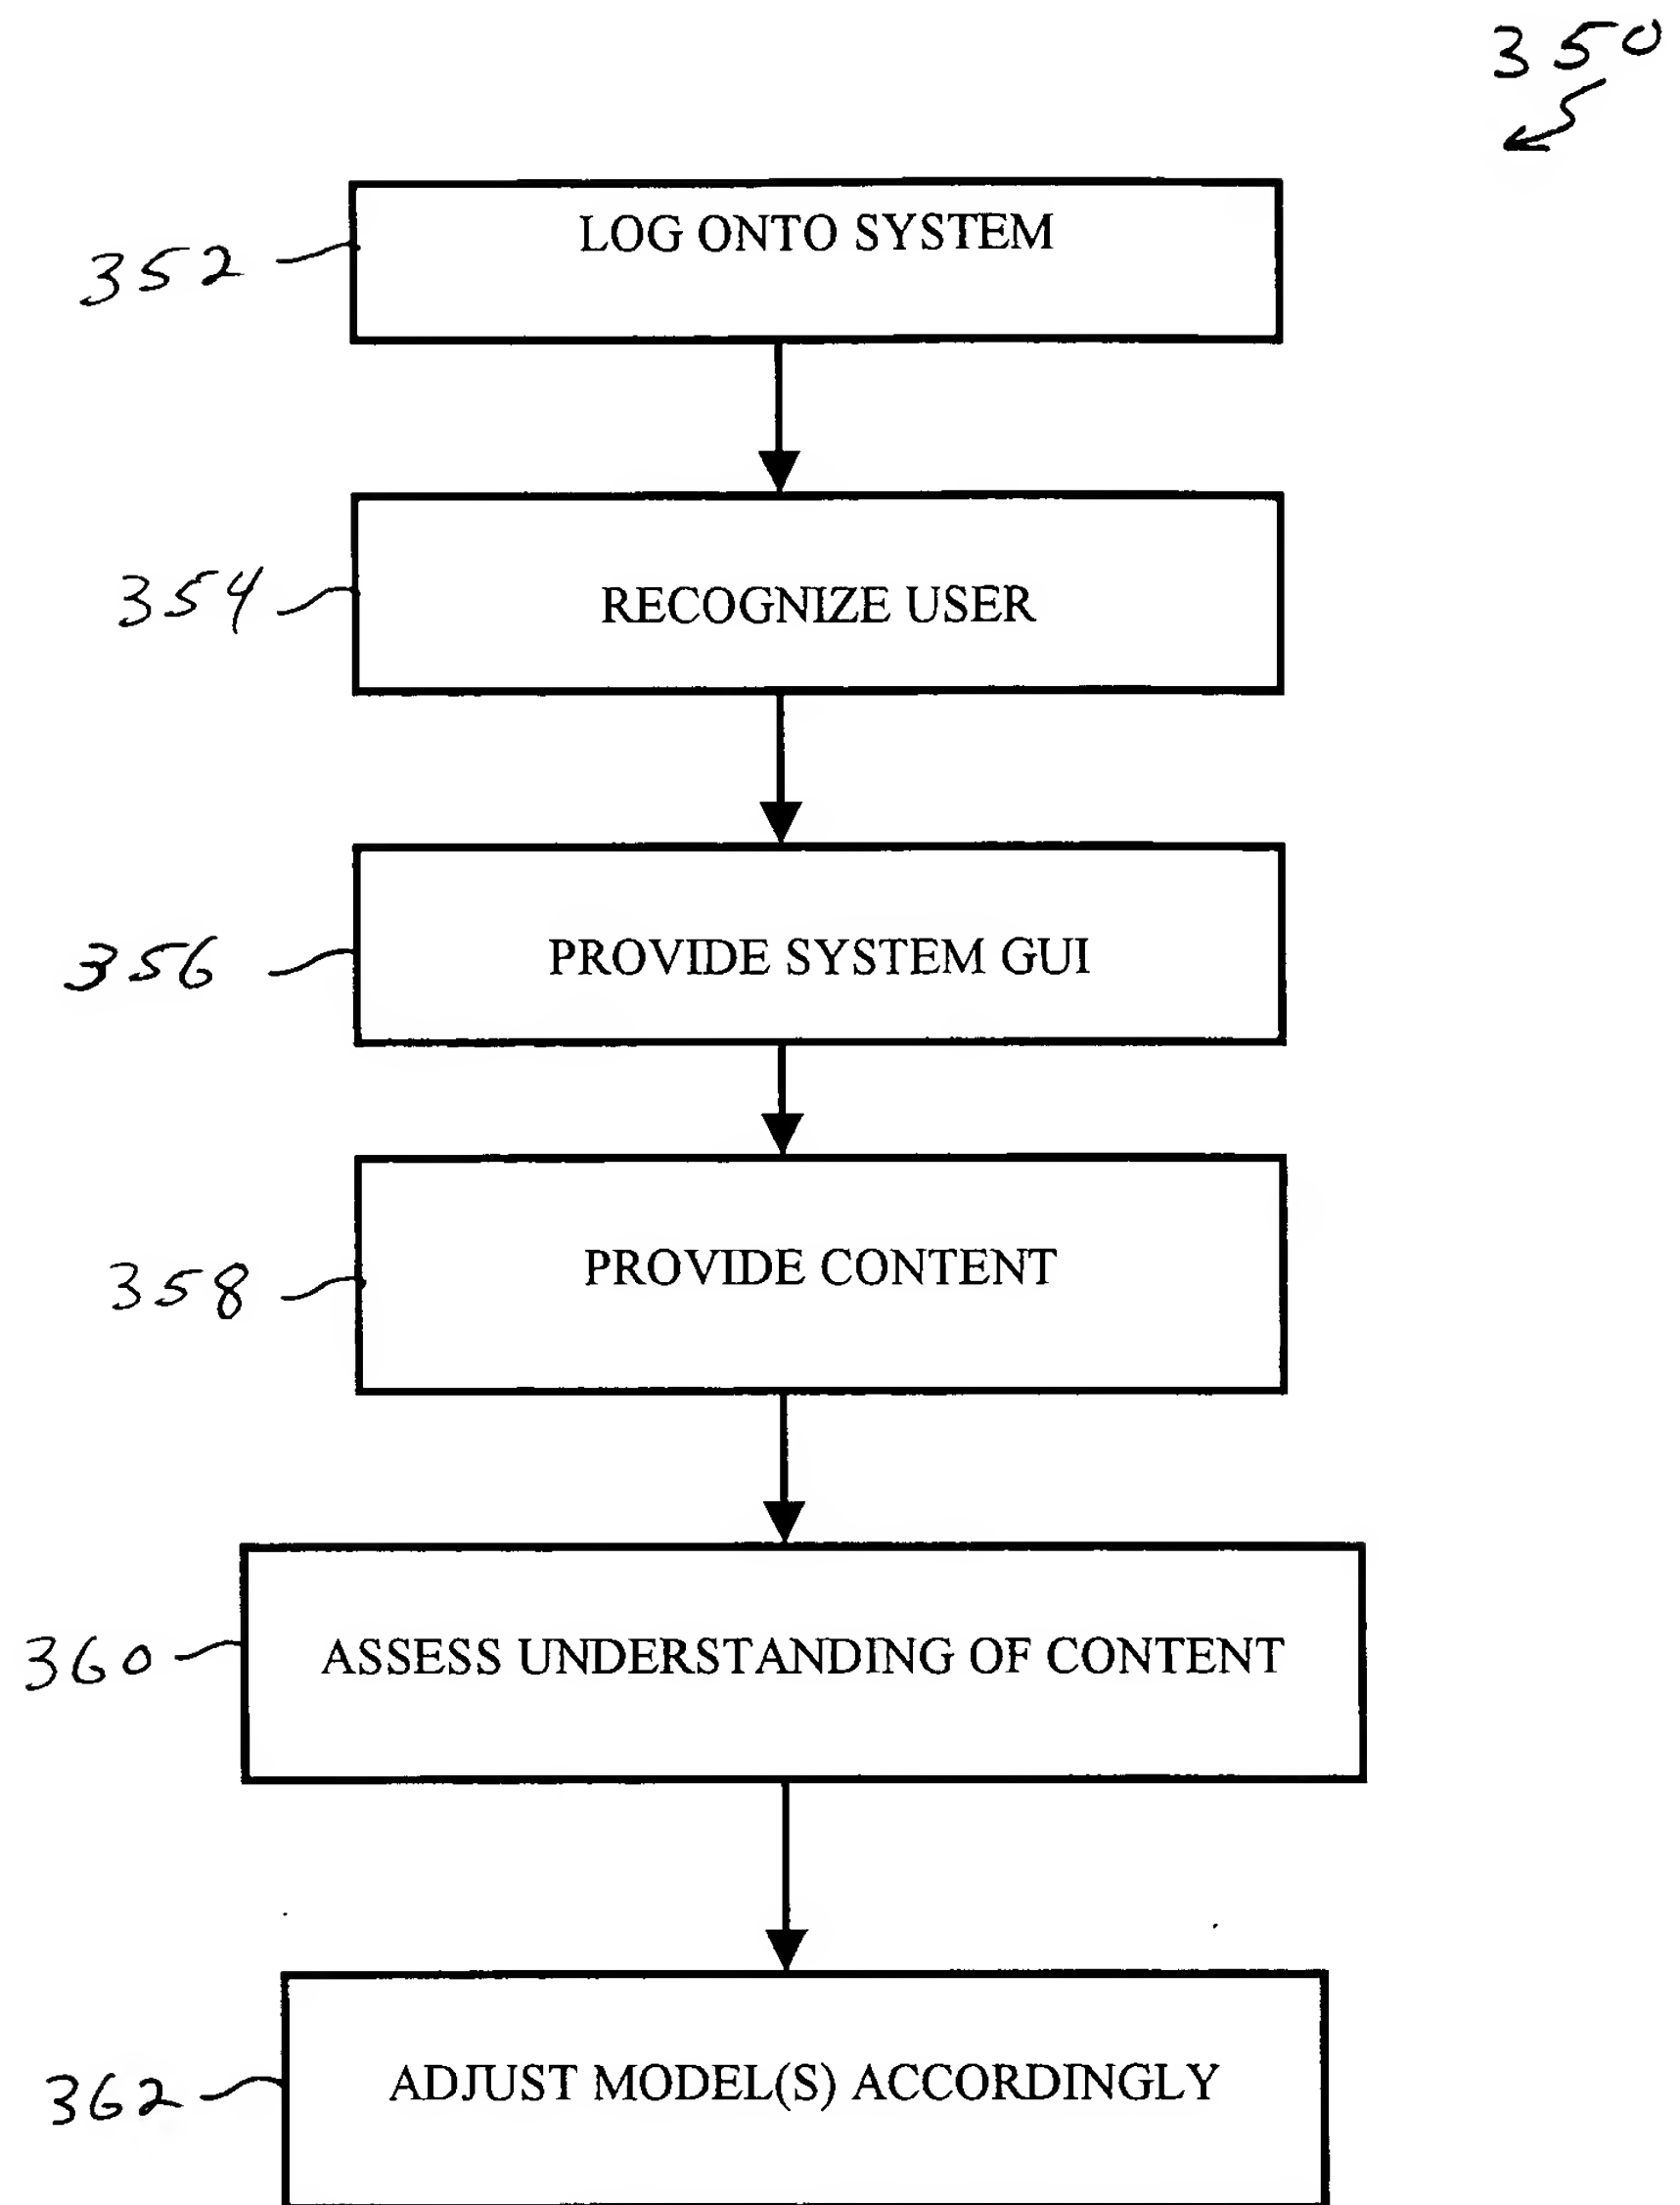 350
LOG ONTO SYSTEM
352
RECOGNIZE USER
354
PROVIDE SYSTEM GUI
356
PROVIDE CONTENT
358
ASSESS UNDERSTANDING OF CONTENT
360
ADJUST MODEL(S) ACCORDINGLY
362